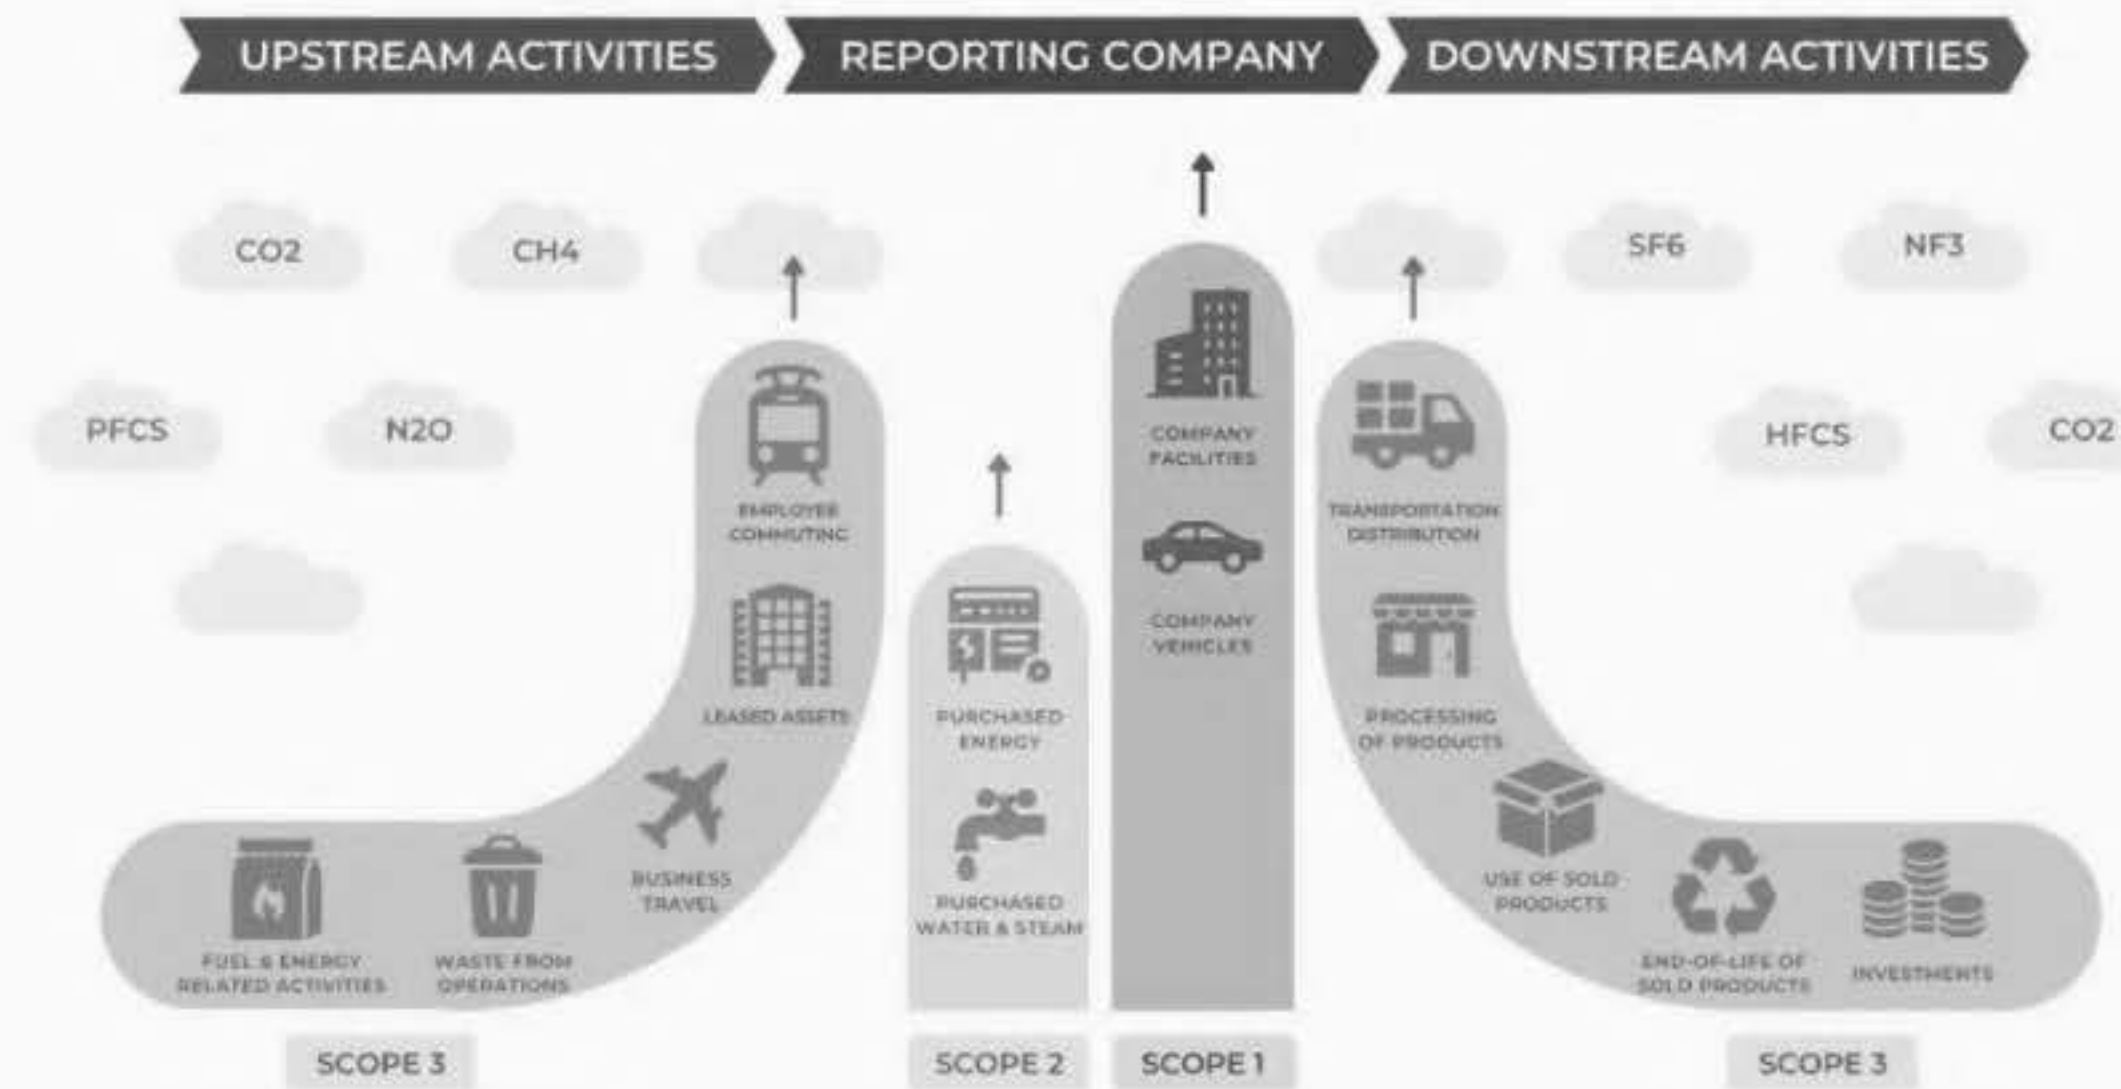 UPSTREAM ACTIVITIES
REPORTING COMPANY
DOWNSTREAM ACTIVITIES
CO2
CH4
SF6
NF3
PFCS
N2O
HFCS
CO2
EMPLOYEE
COMMUTING
LEASED ASSETS
BUSINESS
TRAVEL
WASTE FROM
OPERATIONS
FUEL & ENERGY
RELATED ACTIVITIES
PURCHASED
ENERGY
PURCHASED
WATER & STEAM
COMPANY
FACILITIES
COMPANY
VEHICLES
TRANSPORTATION
DISTRIBUTION
PROCESSING
OF PRODUCTS
USE OF SOLD
PRODUCTS
END-OF-LIFE OF
SOLD PRODUCTS
INVESTMENTS
SCOPE 3
SCOPE 2
SCOPE 1
SCOPE 3